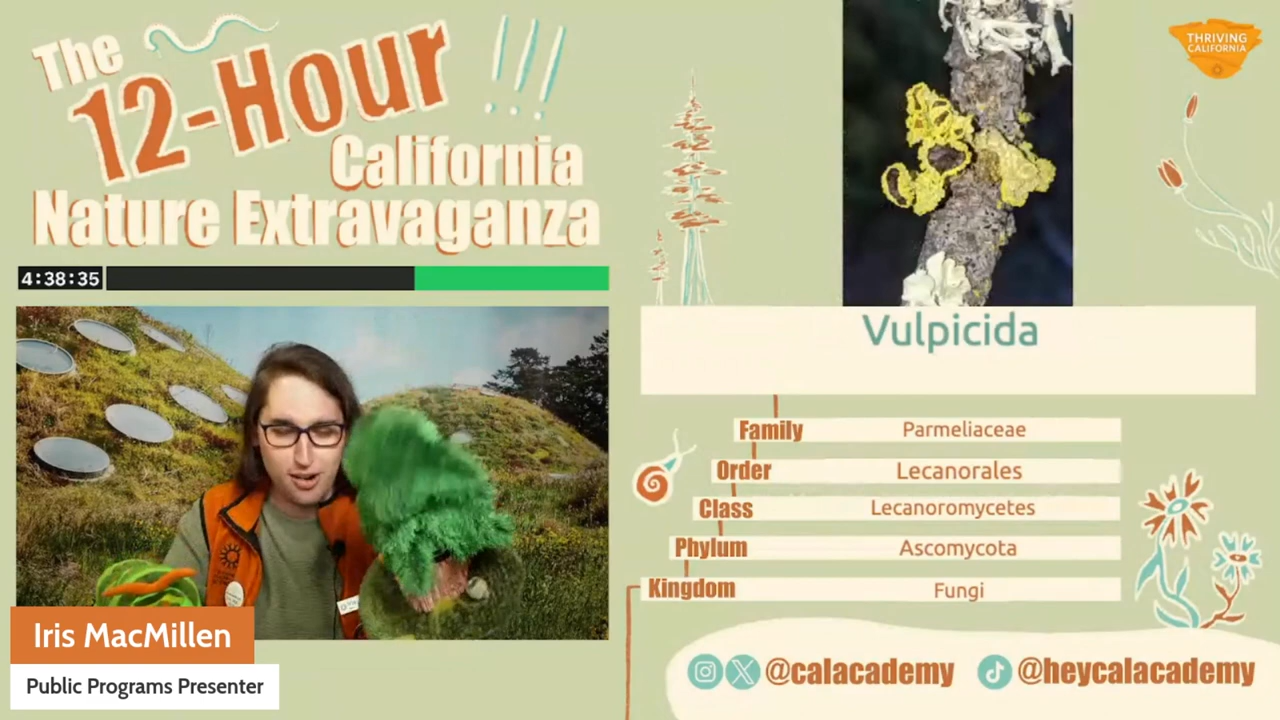 The
12-Hour
!!!
California
Nature Extravaganza
THRIVING
CALIFORNIA
4:38:35
Vulpicida
Family Parmeliaceae
Order Lecanorales
Class Lecanoromycetes
Phylum Ascomycota
Kingdom Fungi
Iris MacMillen
Public Programs Presenter
@calacademy @heycalacademy